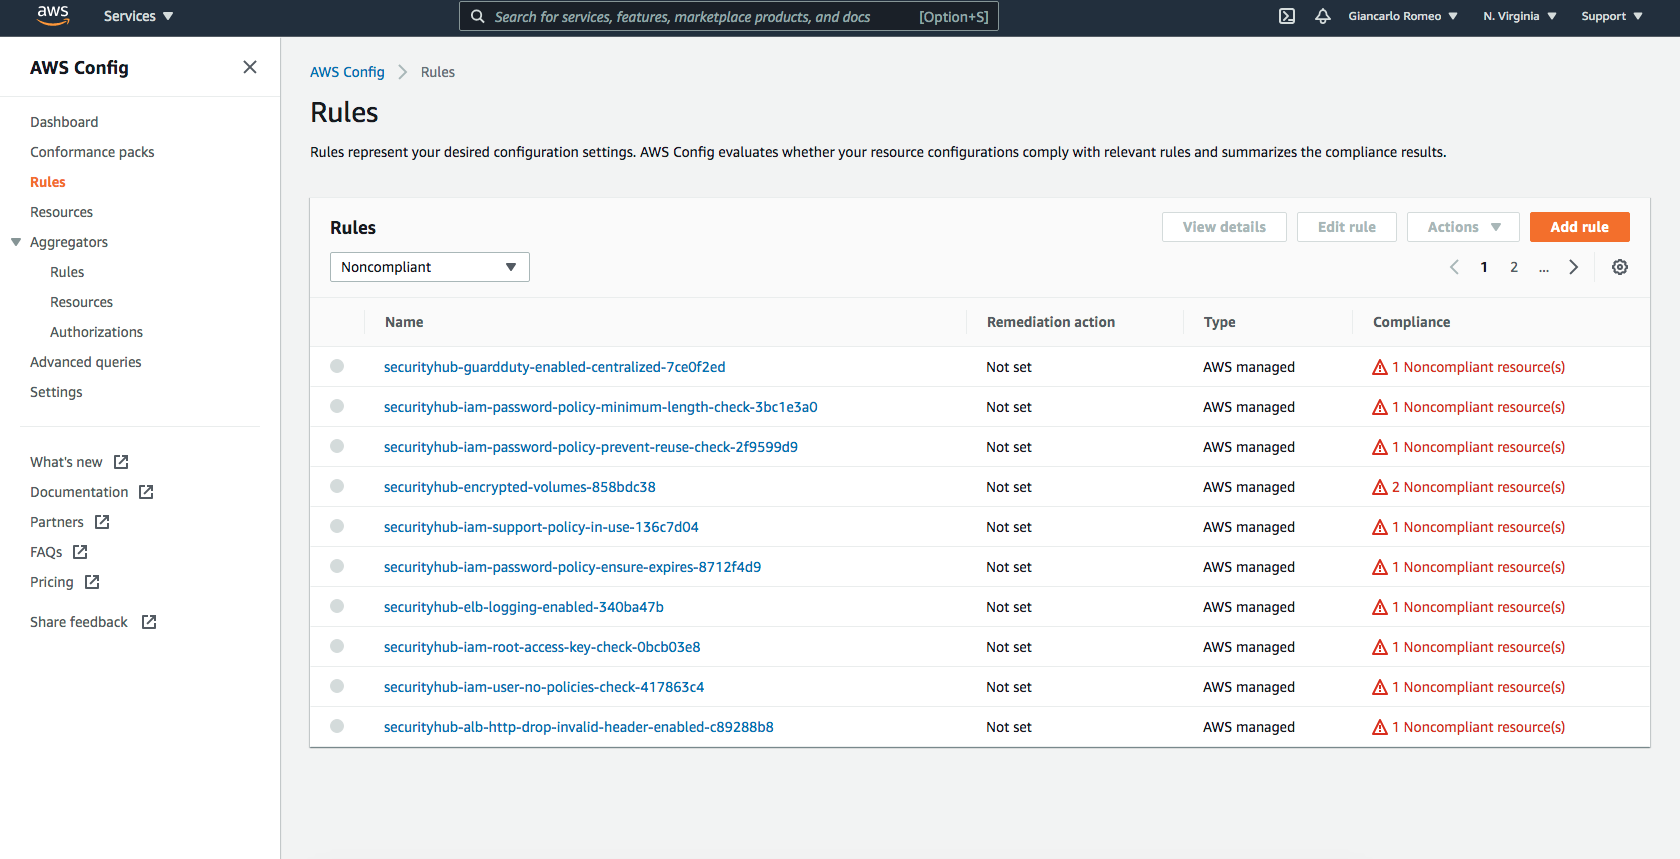 aws Services Search for services, features, marketplace products, and docs [Option+S] Giancarlo Romeo N. Virginia Support
AWS Config
Dashboard
Conformance packs
Rules
Resources
Aggregators
Rules
Resources
Authorizations
Advanced queries
Settings
What's new
Documentation
Partners
FAQs
Pricing
Share feedback
AWS Config Rules
Rules
Rules represent your desired configuration settings. AWS Config evaluates whether your resource configurations comply with relevant rules and summarizes the compliance results.
Rules View details Edit rule Actions Add rule
Noncompliant 1 2 ...
Name Remediation action Type Compliance
securityhub-guardduty-enabled-centralized-7ce0f2ed Not set AWS managed 1 Noncompliant resource(s)
securityhub-iam-password-policy-minimum-length-check-3bc1e3a0 Not set AWS managed 1 Noncompliant resource(s)
securityhub-iam-password-policy-prevent-reuse-check-2f9599d9 Not set AWS managed 1 Noncompliant resource(s)
securityhub-encrypted-volumes-858bdc38 Not set AWS managed 2 Noncompliant resource(s)
securityhub-iam-support-policy-in-use-136c7d04 Not set AWS managed 1 Noncompliant resource(s)
securityhub-iam-password-policy-ensure-expires-8712f4d9 Not set AWS managed 1 Noncompliant resource(s)
securityhub-elb-logging-enabled-340ba47b Not set AWS managed 1 Noncompliant resource(s)
securityhub-iam-root-access-key-check-0bcb03e8 Not set AWS managed 1 Noncompliant resource(s)
securityhub-iam-user-no-policies-check-417863c4 Not set AWS managed 1 Noncompliant resource(s)
securityhub-alb-http-drop-invalid-header-enabled-c89288b8 Not set AWS managed 1 Noncompliant resource(s)